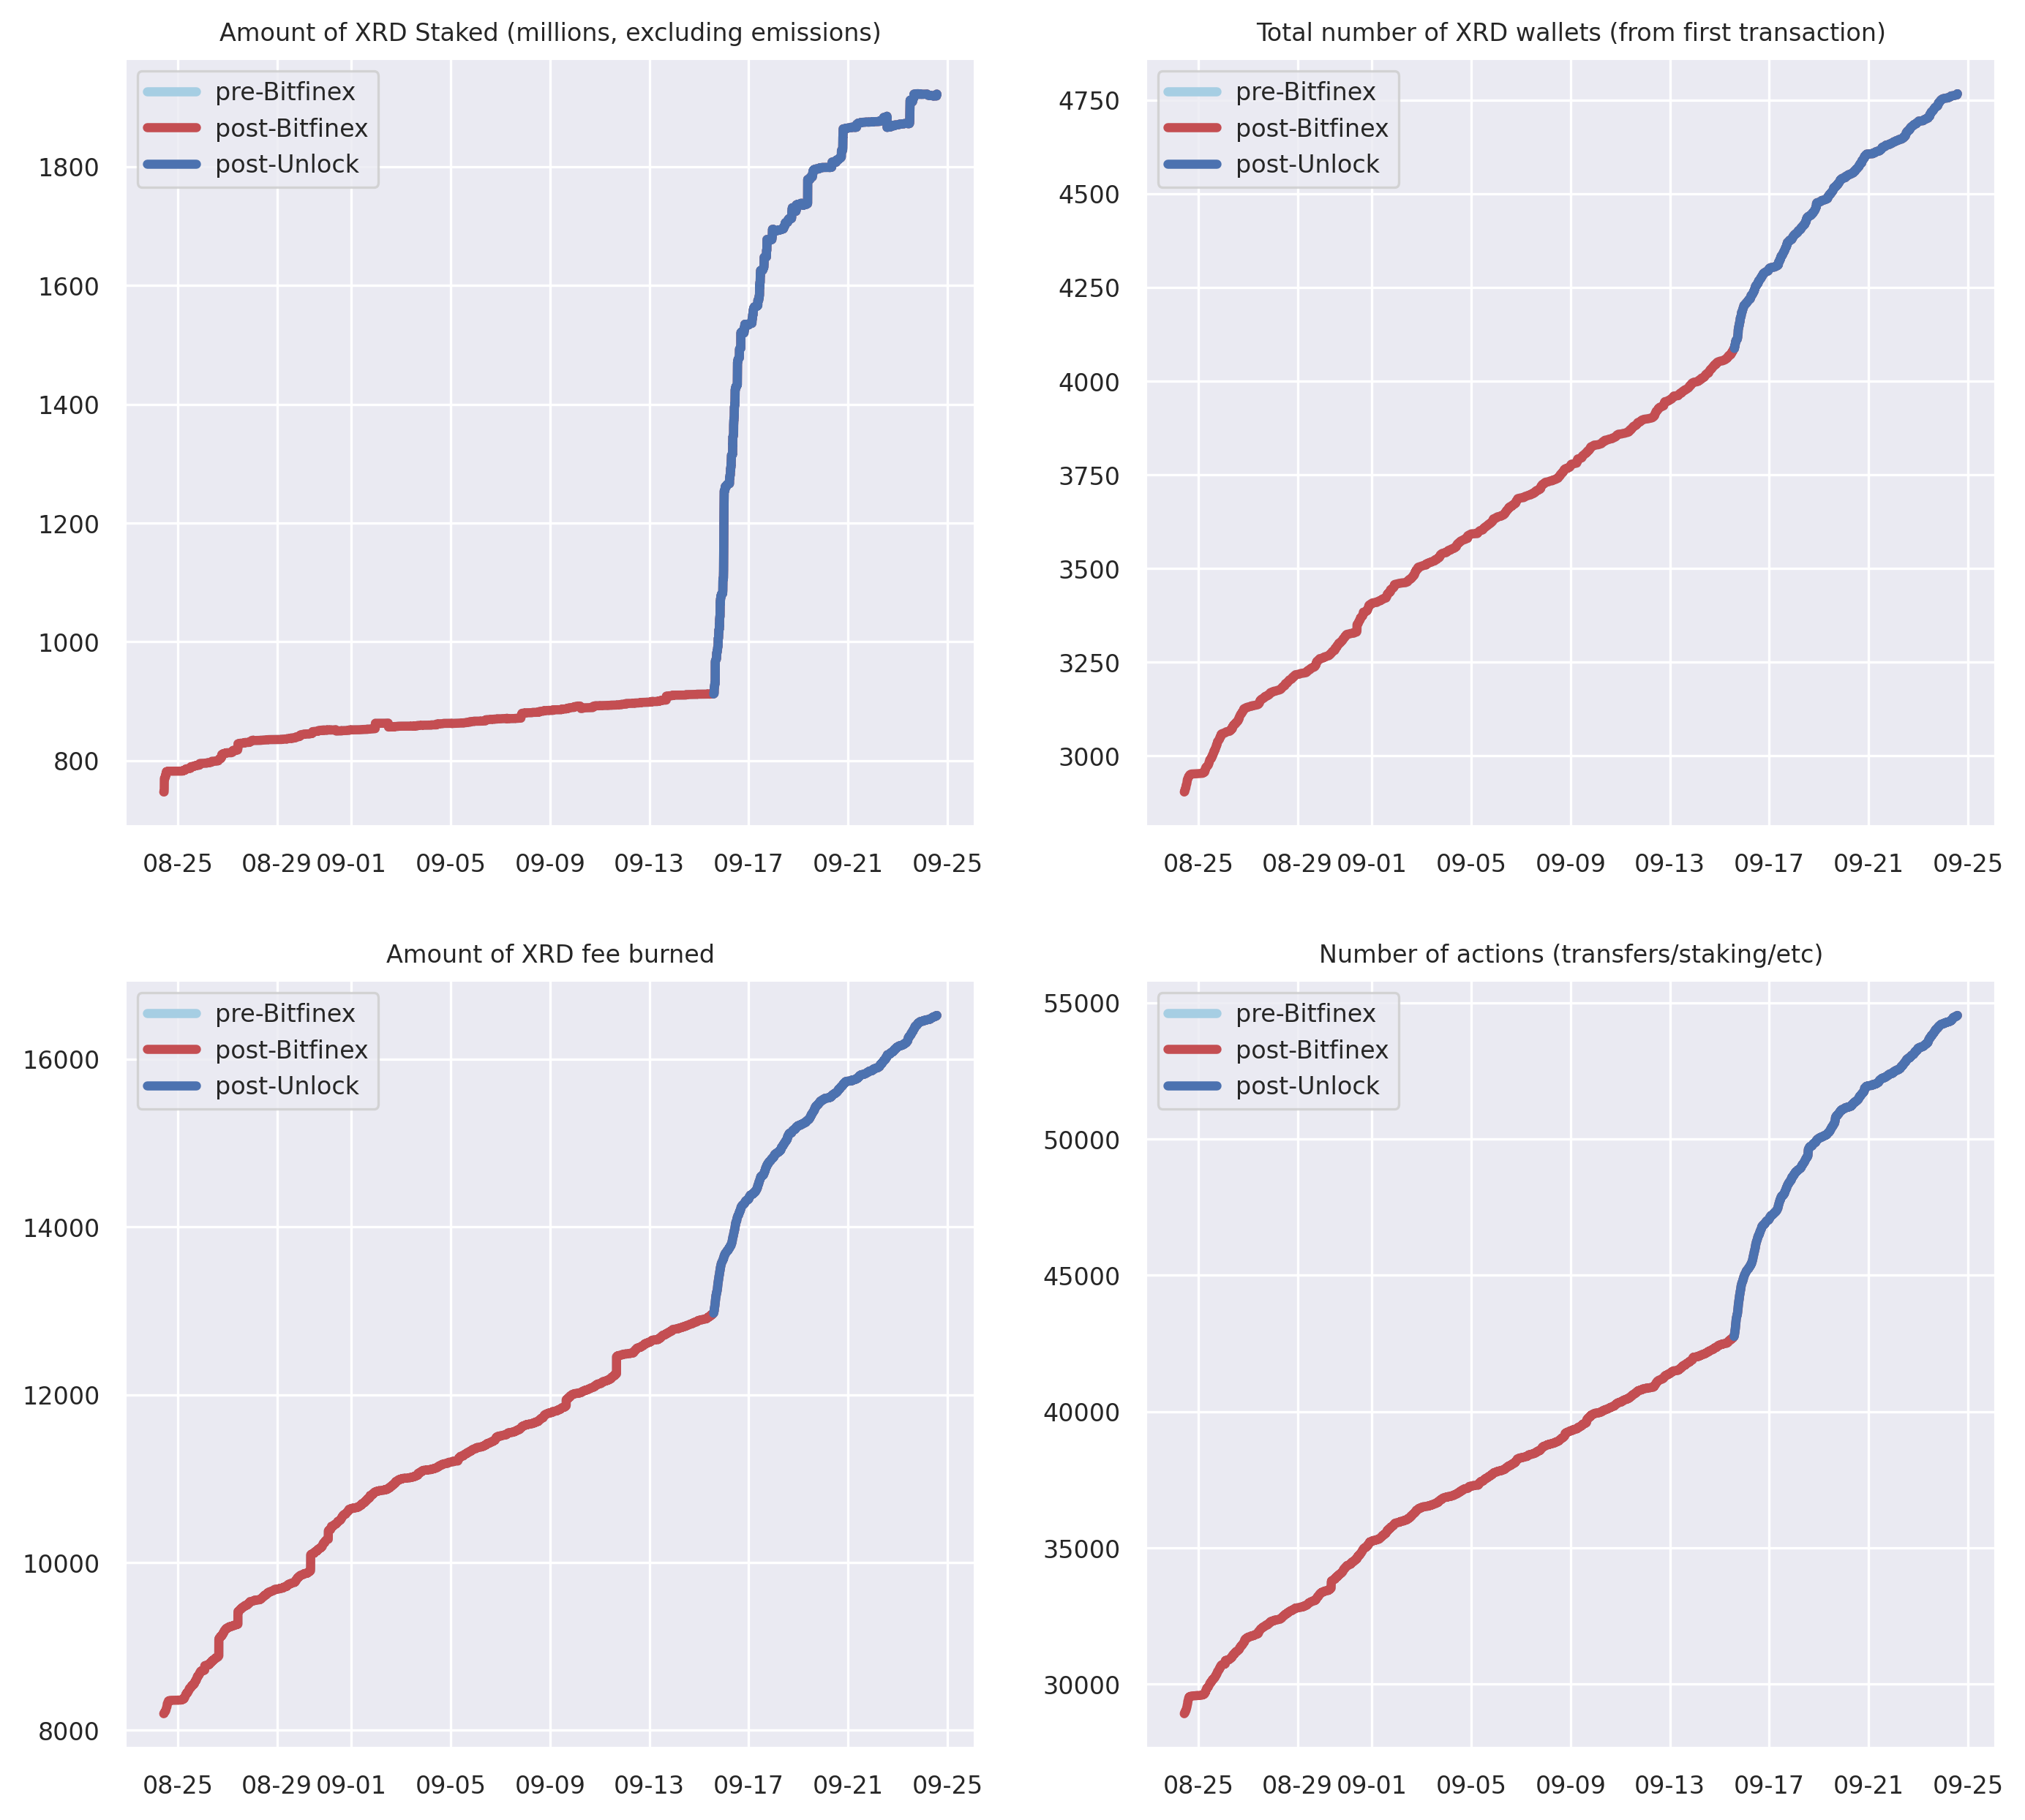 Amount of XRD Staked (millions, excluding emissions)
pre-Bitfinex
post-Bitfinex
post-Unlock
1800
1600
1400
1200
1000
800
08-25 08-29 09-01 09-05 09-09 09-13 09-17 09-21 09-25
Total number of XRD wallets (from first transaction)
pre-Bitfinex
post-Bitfinex
post-Unlock
4750
4500
4250
4000
3750
3500
3250
3000
08-25 08-29 09-01 09-05 09-09 09-13 09-17 09-21 09-25
Amount of XRD fee burned
pre-Bitfinex
post-Bitfinex
post-Unlock
16000
14000
12000
10000
8000
08-25 08-29 09-01 09-05 09-09 09-13 09-17 09-21 09-25
Number of actions (transfers/staking/etc)
pre-Bitfinex
post-Bitfinex
post-Unlock
55000
50000
45000
40000
35000
30000
08-25 08-29 09-01 09-05 09-09 09-13 09-17 09-21 09-25